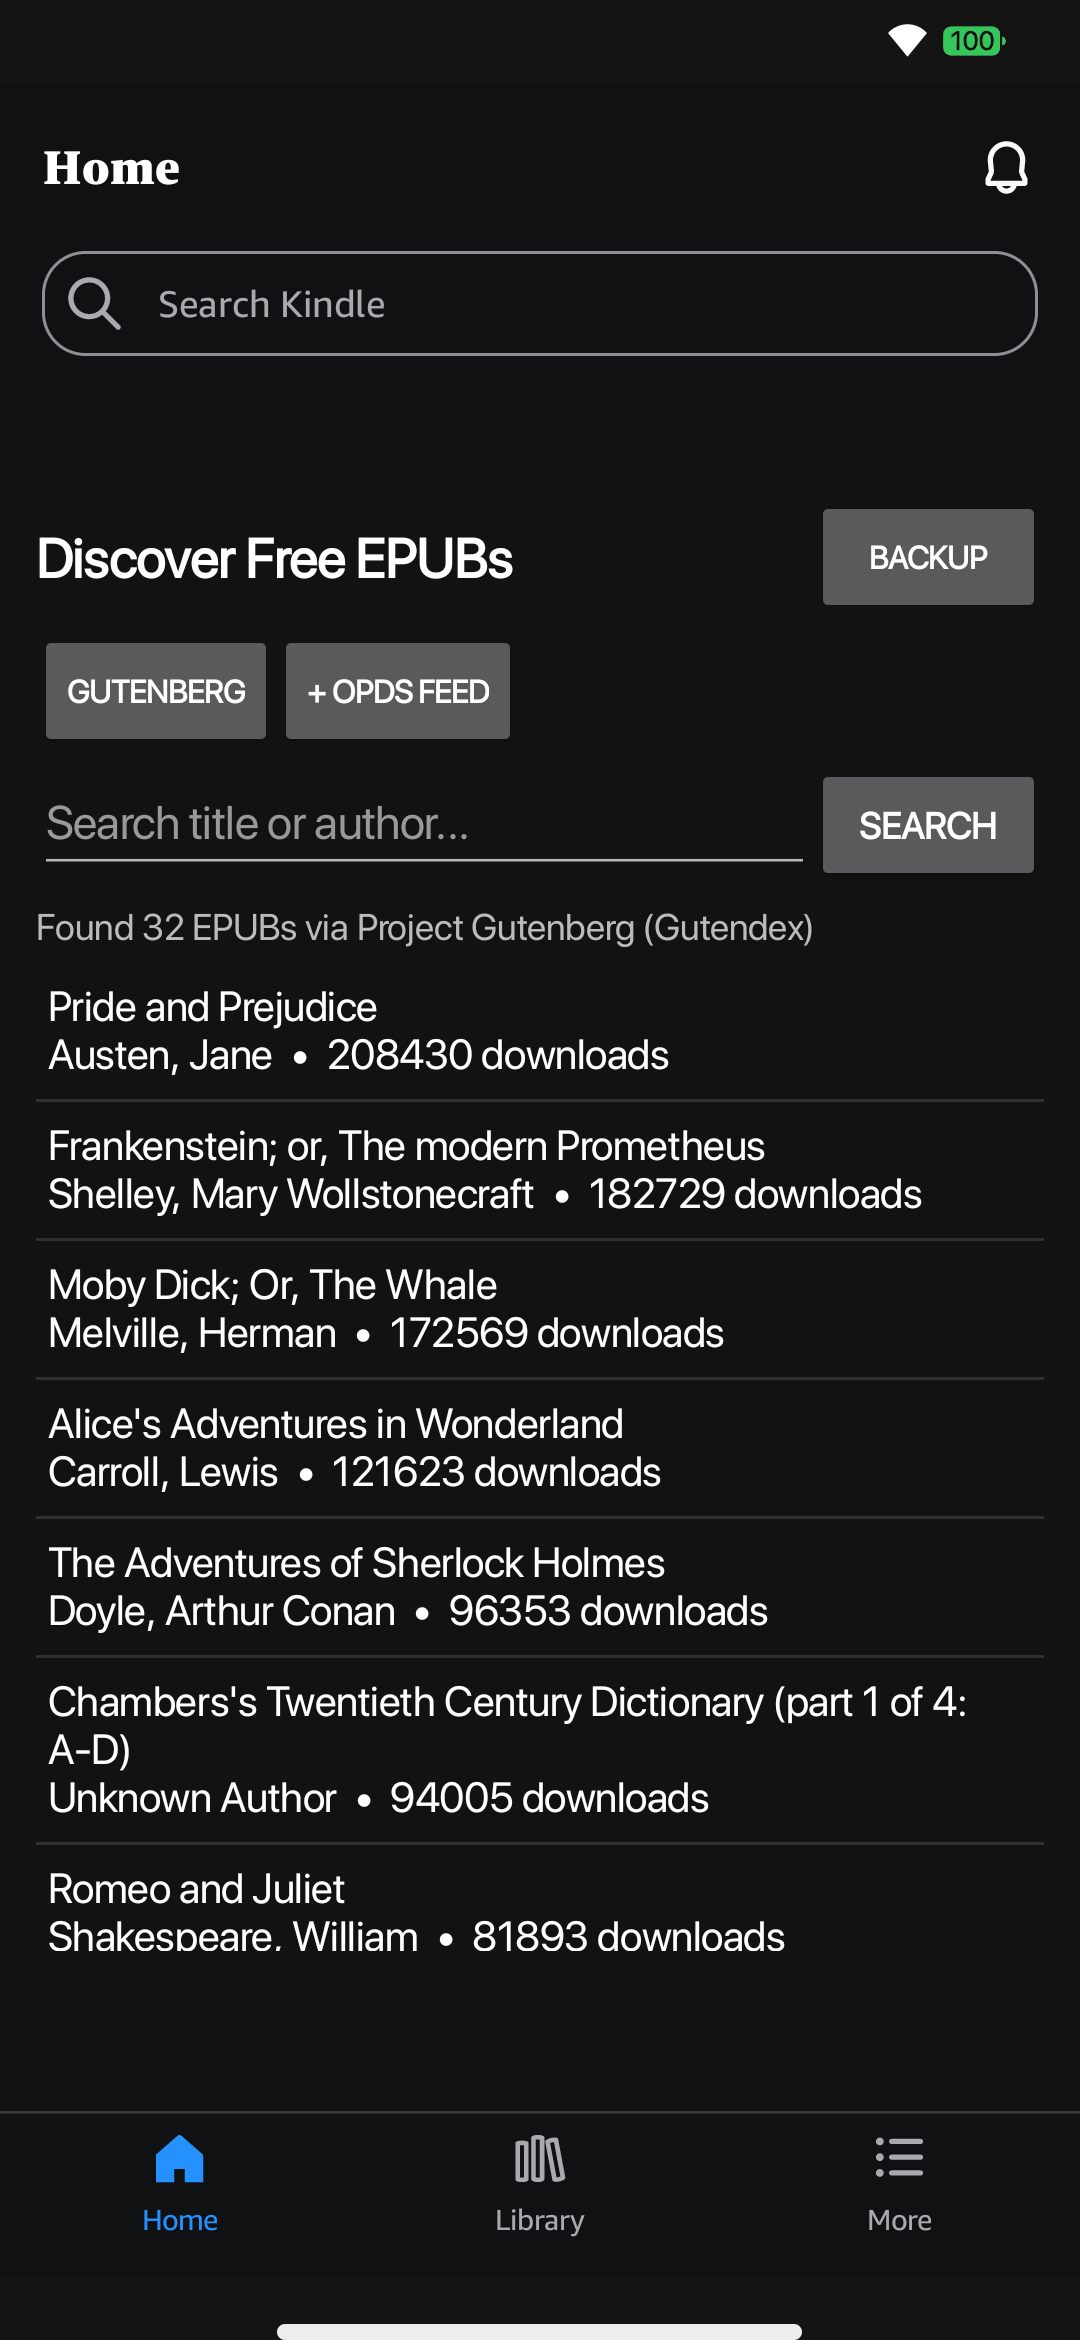 100
Home
Search Kindle
Discover Free EPUBs
BACKUP
GUTENBERG
+ OPDS FEED
Search title or author...
SEARCH
Found 32 EPUBs via Project Gutenberg (Gutendex)
Pride and Prejudice
Austen, Jane • 208430 downloads
Frankenstein; or, The modern Prometheus
Shelley, Mary Wollstonecraft • 182729 downloads
Moby Dick; Or, The Whale
Melville, Herman • 172569 downloads
Alice's Adventures in Wonderland
Carroll, Lewis • 121623 downloads
The Adventures of Sherlock Holmes
Doyle, Arthur Conan • 96353 downloads
Chambers's Twentieth Century Dictionary (part 1 of 4:
A-D)
Unknown Author • 94005 downloads
Romeo and Juliet
Shakespeare, William • 81893 downloads
Home
Library
More